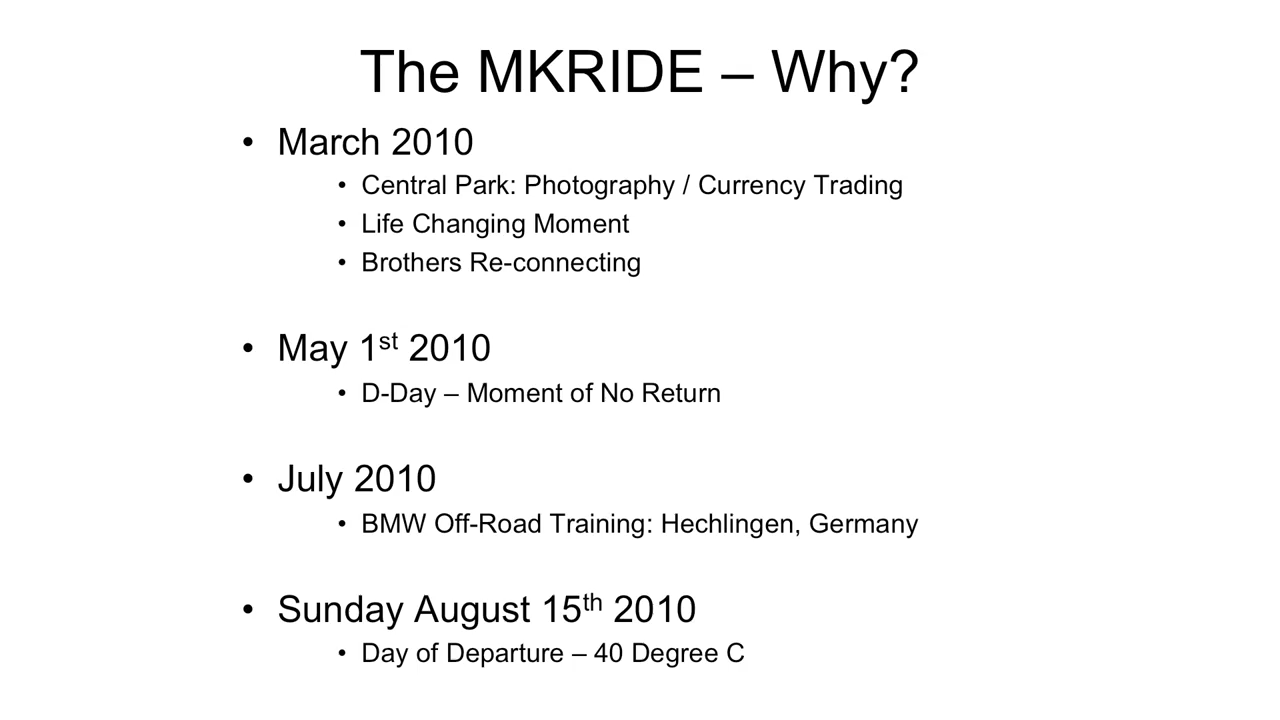 The MKRIDE – Why?
• March 2010
• Central Park: Photography / Currency Trading
• Life Changing Moment
• Brothers Re-connecting
• May 1st 2010
• D-Day – Moment of No Return
• July 2010
• BMW Off-Road Training: Hechlingen, Germany
• Sunday August 15th 2010
• Day of Departure – 40 Degree C